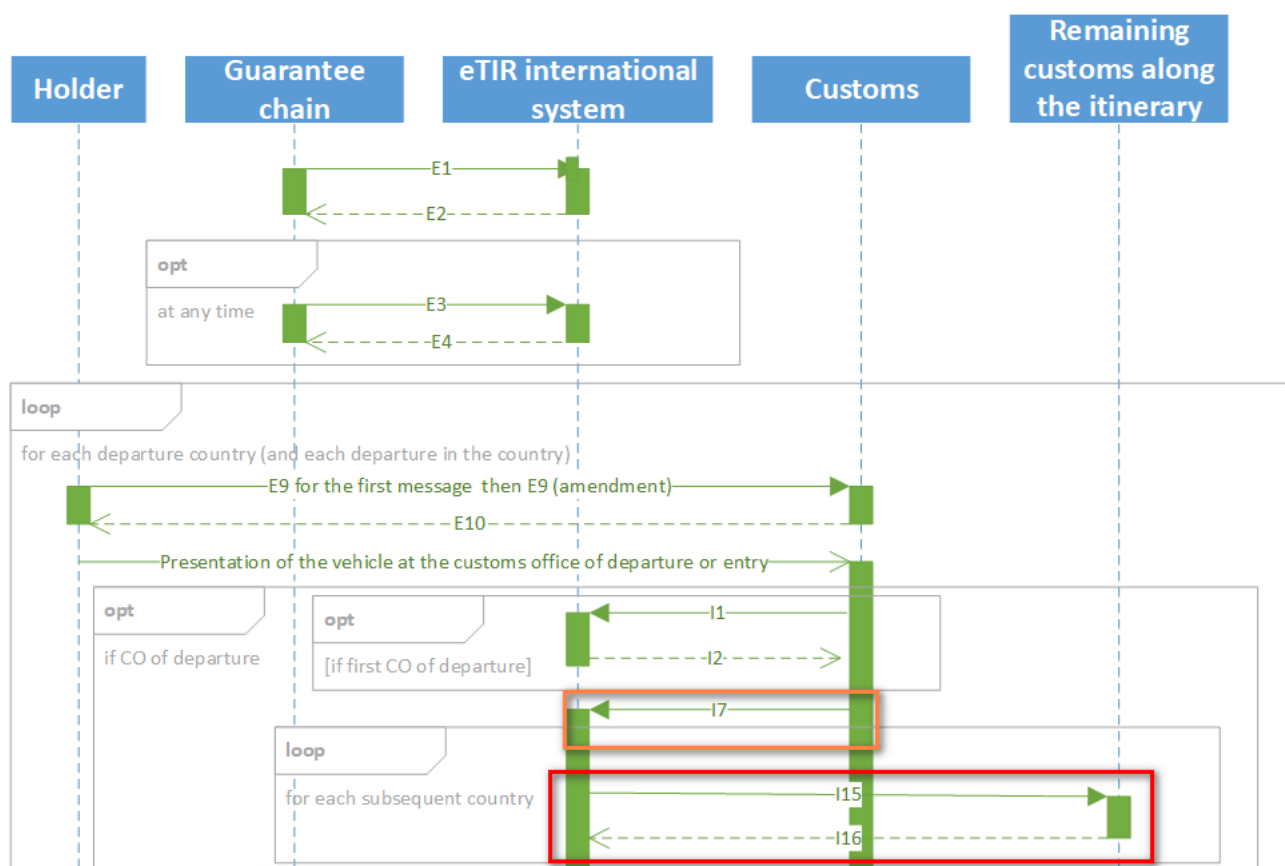 Holder
Guarantee
chain
eTIR international
system
Customs
Remaining
customs along
the itinerary
E1
E2
opt
at any time
E3
E4
loop
for each departure country (and each departure in the country)
E9 for the first message then E9 (amendment)
E10
Presentation of the vehicle at the customs office of departure or entry
opt
if CO of departure
opt
[if first CO of departure]
I1
I2
I7
loop
for each subsequent country
I15
I16